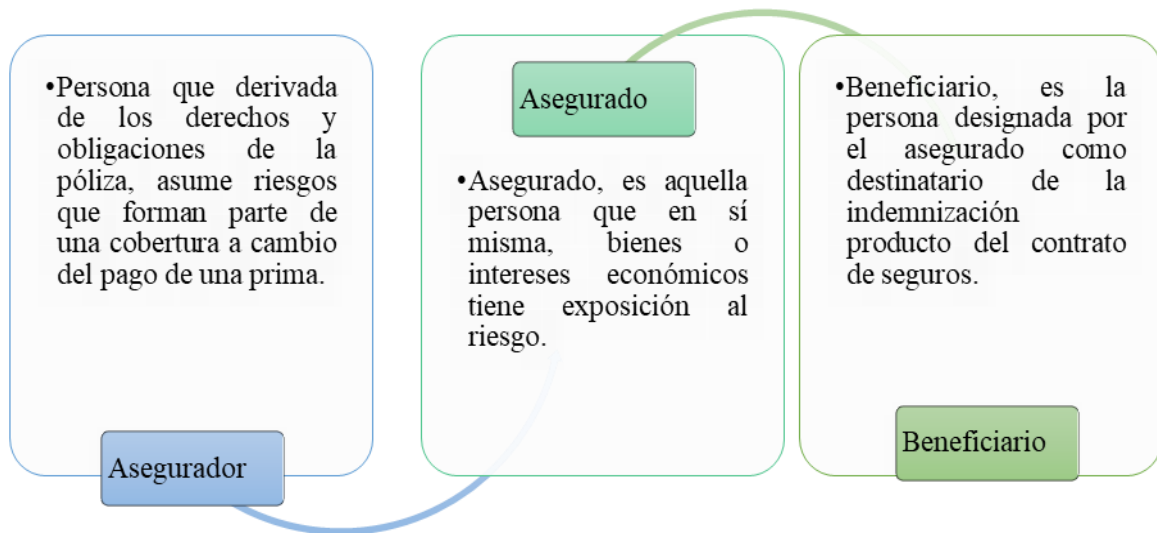 •Persona que derivada
de los derechos y
obligaciones de la
póliza, asume riesgos
que forman parte de
una cobertura a cambio
del pago de una prima.
Asegurador
Asegurado
•Asegurado, es aquella
persona que en sí
misma, bienes o
intereses económicos
tiene exposición al
riesgo.
•Beneficiario, es la
persona designada por
el asegurado como
destinatario de la
indemnización
producto del contrato
de seguros.
Beneficiario